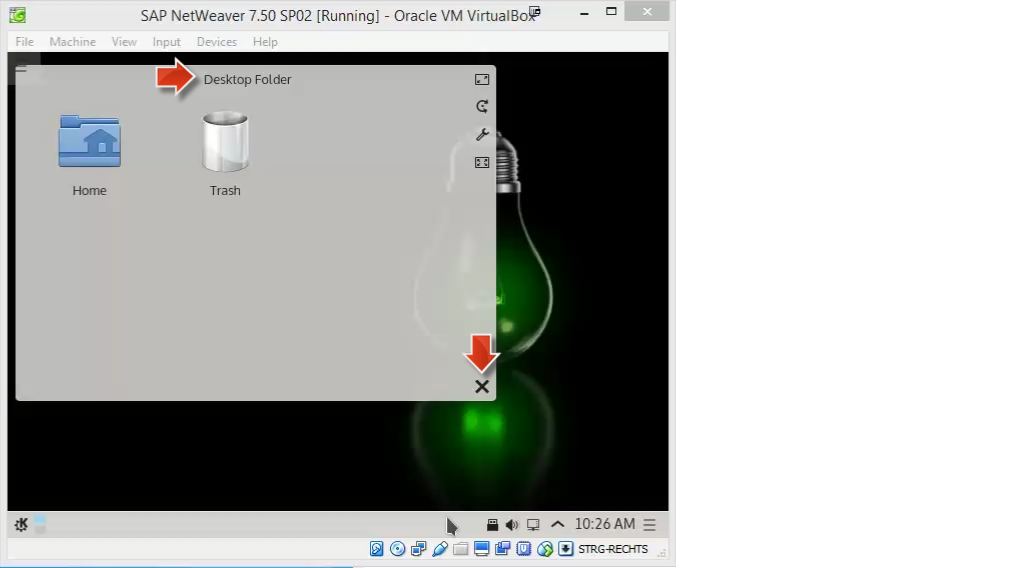 SAP NetWeaver 7.50 SP02 [Running] - Oracle VM VirtualBox
File Machine View Input Devices Help
Desktop Folder
Home Trash
10:26 AM
STRG-RECHTS